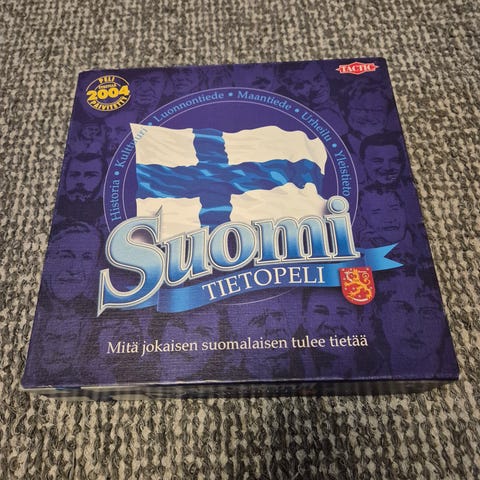 PELI
2004
PÄIVITETTY
TACTIC
Historia • Kulttuuri • Luonnontiede • Maantiede • Urheilu • Yleistieto
Suomi
TIETOPELI
Mitä jokaisen suomalaisen tulee tietää